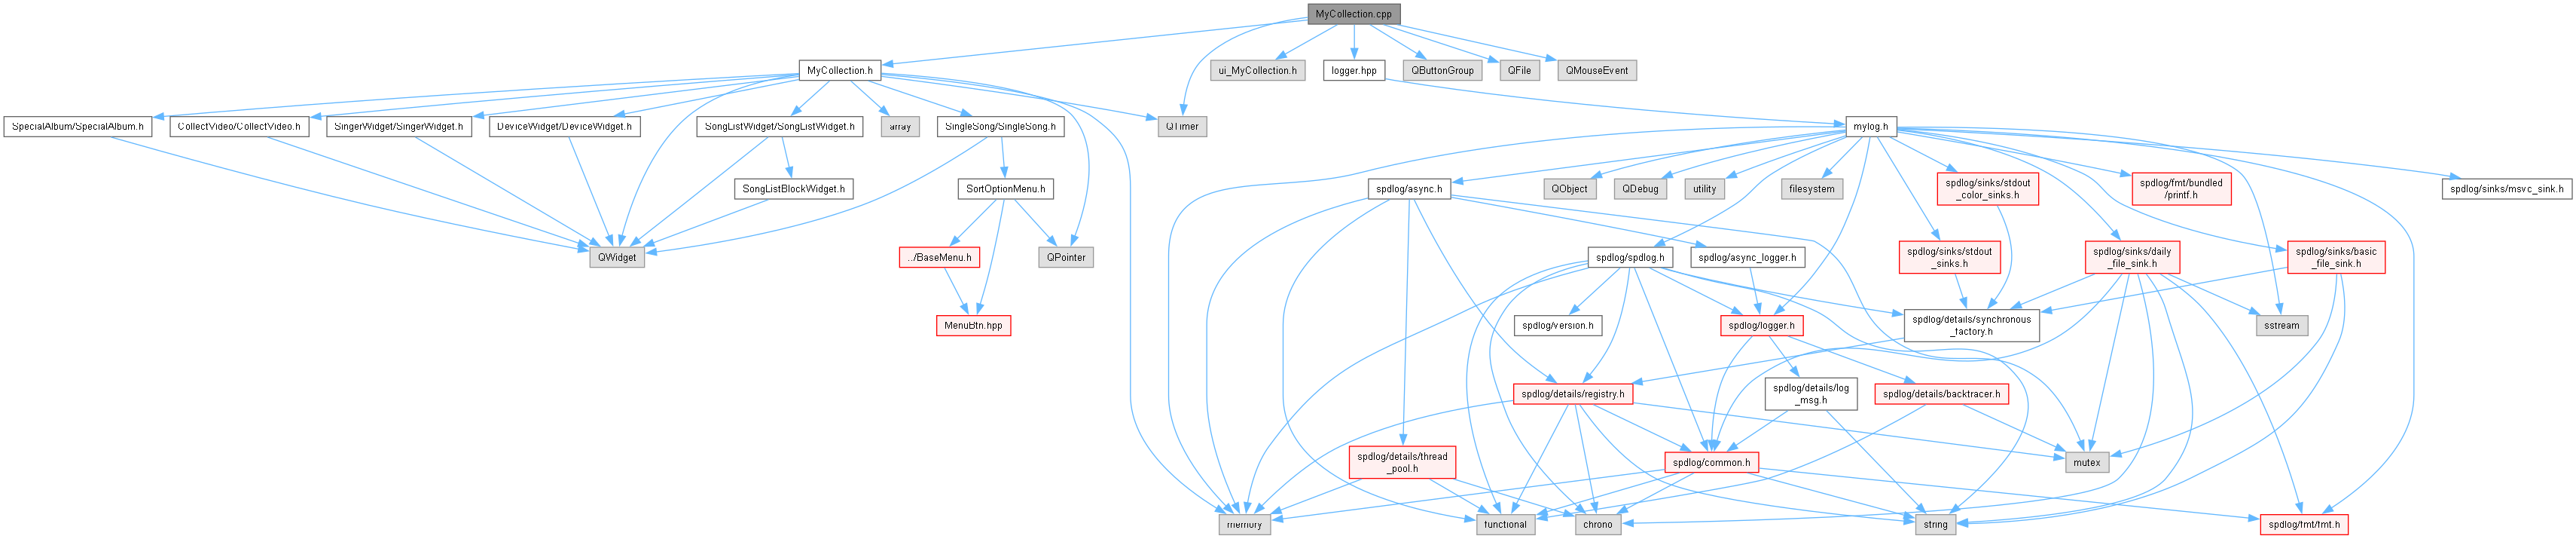 MyCollection.cpp
MyCollection.h
ui_MyCollection.h
logger.hpp
QButtonGroup
QFile
QMouseEvent
SpecialAlbum/SpecialAlbum.h
CollectVideo/CollectVideo.h
SingerWidget/SingerWidget.h
DeviceWidget/DeviceWidget.h
SongListWidget/SongListWidget.h
array
SingleSong/SingleSong.h
QTimer
mylog.h
SongListBlockWidget.h
SortOptionMenu.h
spdlog/async.h
QObject
QDebug
utility
filesystem
spdlog/sinks/stdout
_color_sinks.h
spdlog/fmt/bundled
/printf.h
spdlog/sinks/msvc_sink.h
QWidget
../BaseMenu.h
QPointer
spdlog/spdlog.h
spdlog/async_logger.h
spdlog/sinks/stdout
_sinks.h
spdlog/sinks/daily
_file_sink.h
spdlog/sinks/basic
_file_sink.h
MenuBtn.hpp
spdlog/version.h
spdlog/logger.h
spdlog/details/synchronous
_factory.h
sstream
spdlog/details/registry.h
spdlog/details/log
_msg.h
spdlog/details/backtracer.h
spdlog/details/thread
_pool.h
spdlog/common.h
mutex
memory
functional
chrono
string
spdlog/fmt/fmt.h